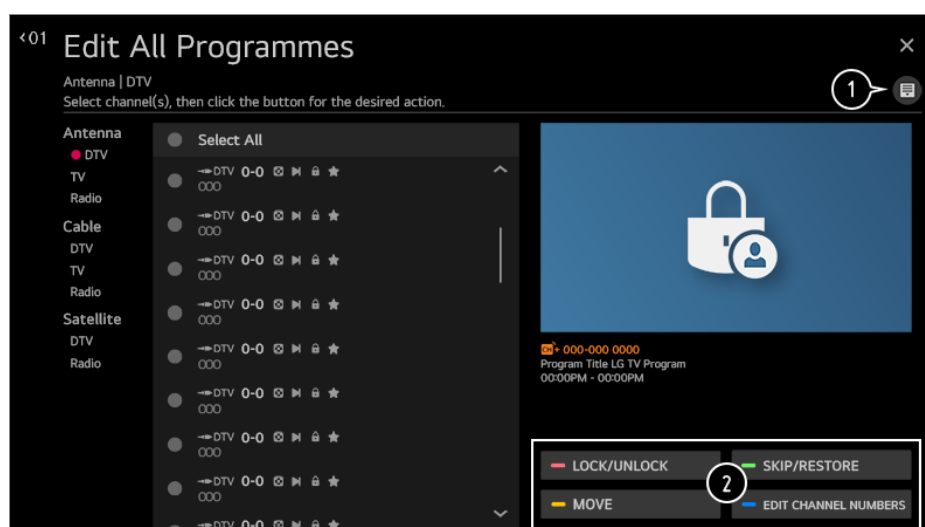 <01
Edit All Programmes
Antenna | DTV
Select channel(s), then click the button for the desired action.
1
Antenna
DTV
TV
Radio
Cable
DTV
TV
Radio
Satellite
DTV
Radio
Select All
DTV 0-0
000
DTV 0-0
000
DTV 0-0
000
DTV 0-0
000
DTV 0-0
000
DTV 0-0
000
DTV 0-0
000
DTV 0-0
000
DTV 0-0
CH+ 000-000 0000
Program Title LG TV Program
00:00PM - 00:00PM
LOCK/UNLOCK
SKIP/RESTORE
2
MOVE
EDIT CHANNEL NUMBERS